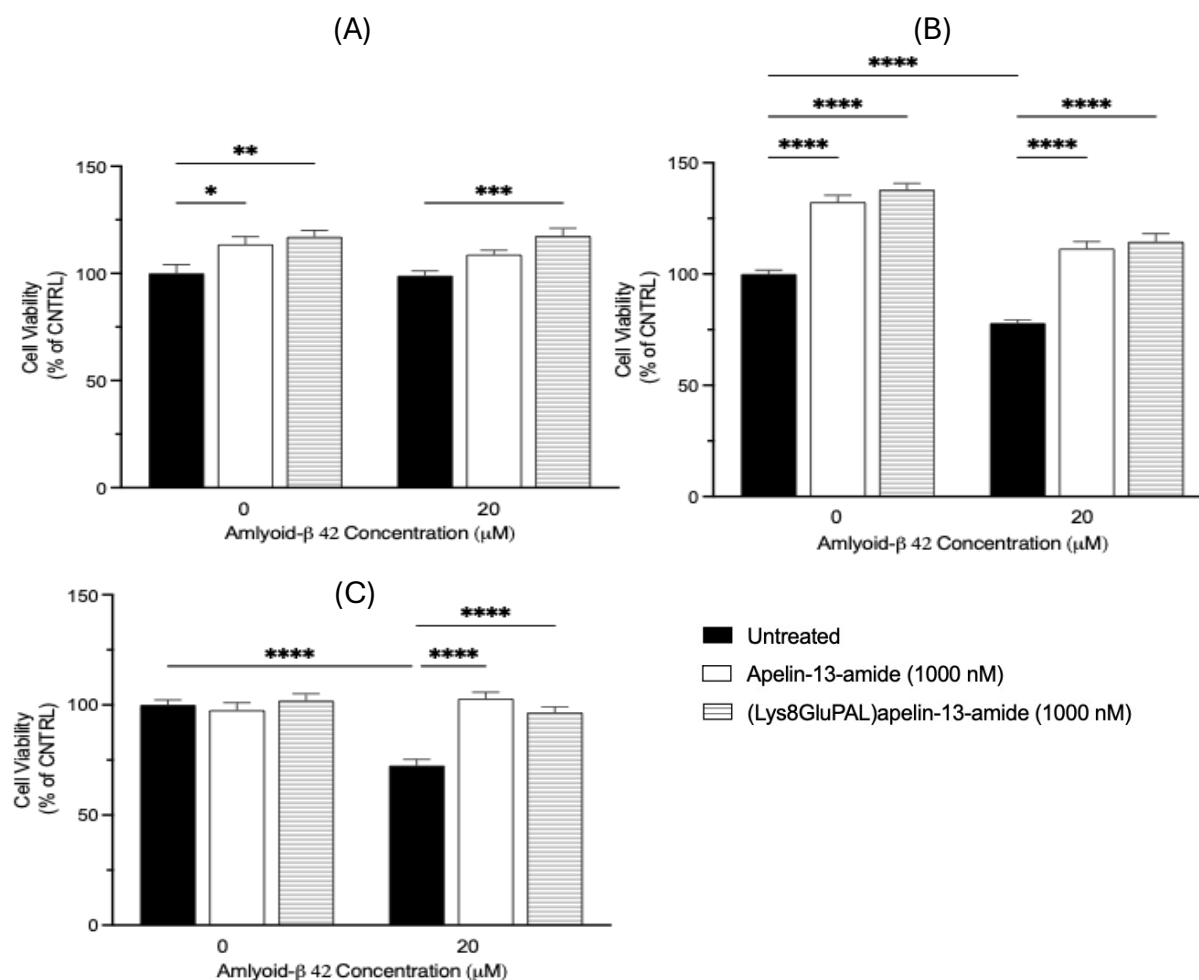 (A)
**
*
***
150
100
50
0
Cell Viability
(% of CNTRL)
0
20
Amlyoid-β 42 Concentration (μM)
(B)
****
****
****
****
****
150
100
50
0
Cell Viability
(% of CNTRL)
0
20
Amlyoid-β 42 Concentration (μM)
(C)
****
****
****
150
100
50
0
Cell Viability
(% of CNTRL)
0
20
Amlyoid-β 42 Concentration (μM)
Untreated
Apelin-13-amide (1000 nM)
(Lys8GluPAL)apelin-13-amide (1000 nM)